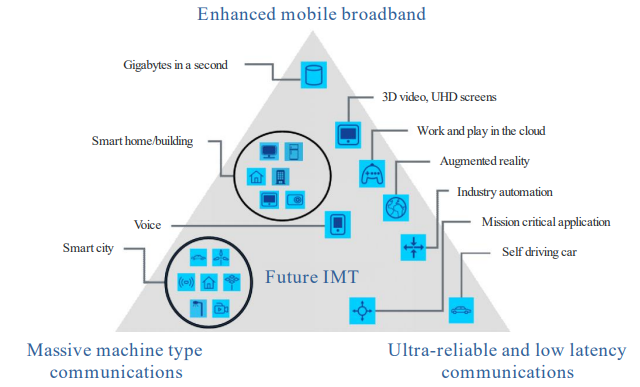 Enhanced mobile broadband
Gigabytes in a second
3D video, UHD screens
Work and play in the cloud
Smart home/building
Augmented reality
Industry automation
Mission critical application
Voice
Smart city
Self driving car
Future IMT
Massive machine type
communications
Ultra-reliable and low latency
communications